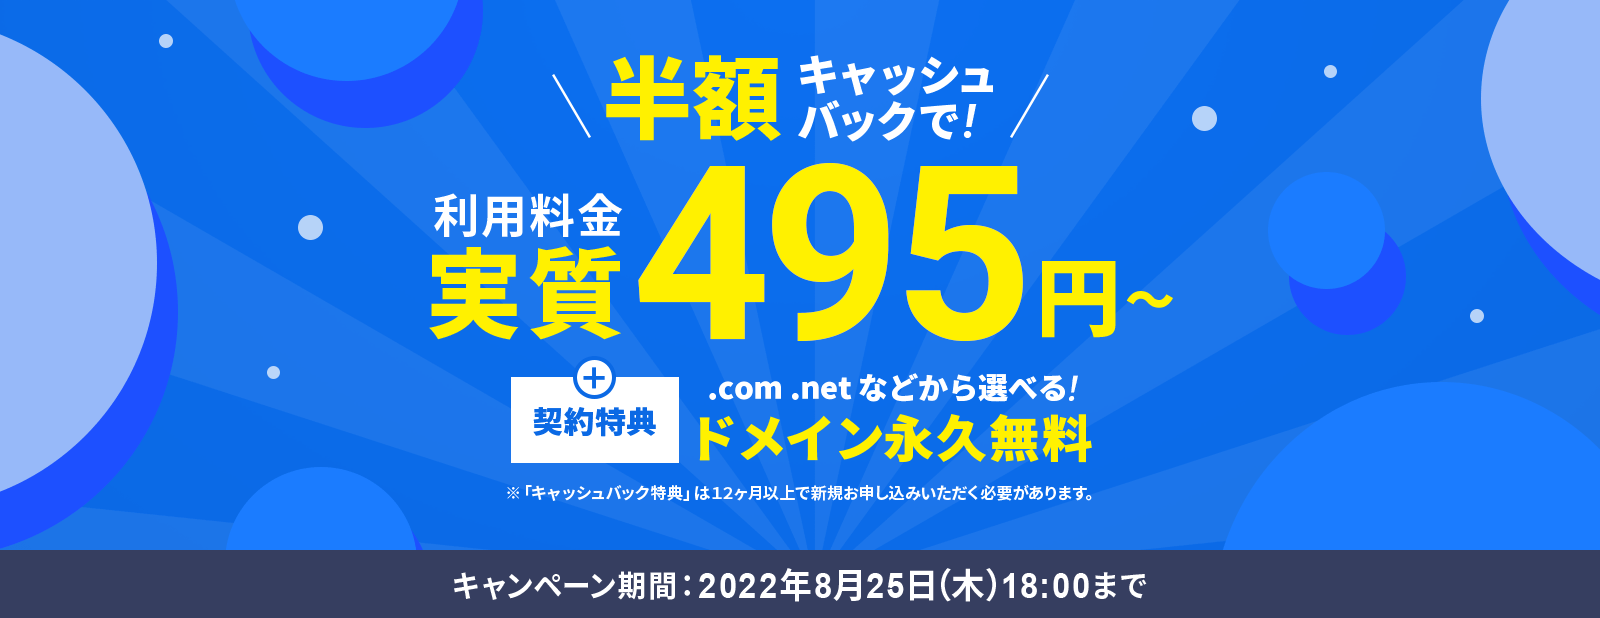 半額 キャッシュ
バックで!
利用料金
実質 495円～
契約特典
.com .net などから選べる!
ドメイン永久無料
※「キャッシュバック特典」は12ヶ月以上で新規お申し込みいただく必要があります。
キャンペーン期間：2022年8月25日(木)18:00まで